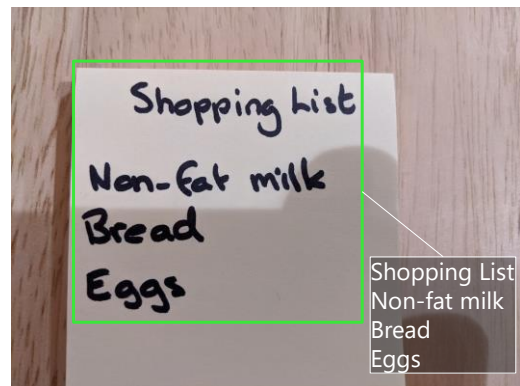 Shopping List
Non-fat milk
Bread
Eggs
Shopping List
Non-fat milk
Bread
Eggs